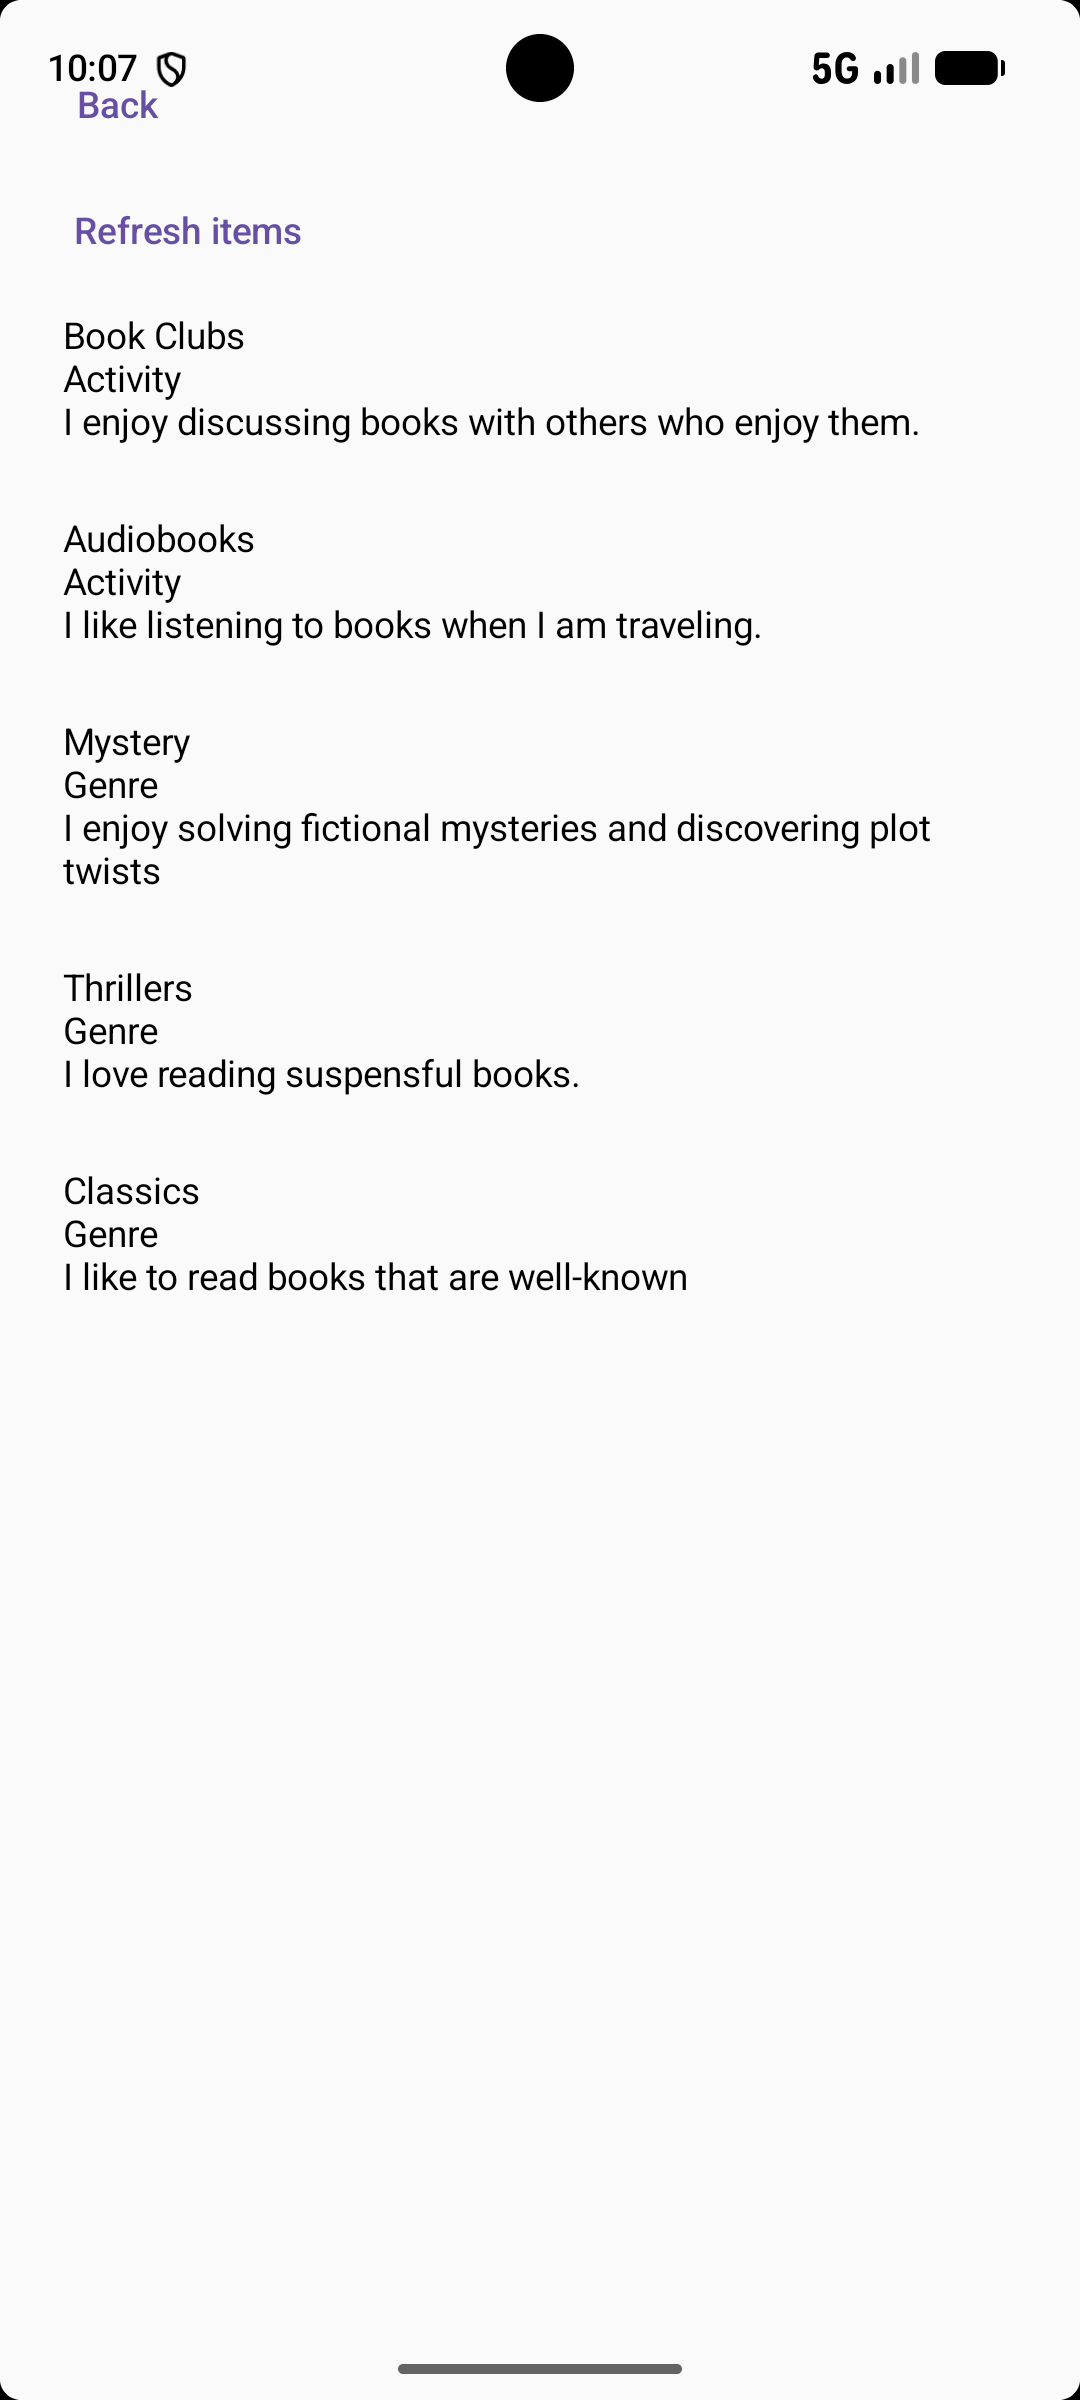 10:07
5G
Back
Refresh items
Book Clubs
Activity
I enjoy discussing books with others who enjoy them.
Audiobooks
Activity
I like listening to books when I am traveling.
Mystery
Genre
I enjoy solving fictional mysteries and discovering plot
twists
Thrillers
Genre
I love reading suspensful books.
Classics
Genre
I like to read books that are well-known